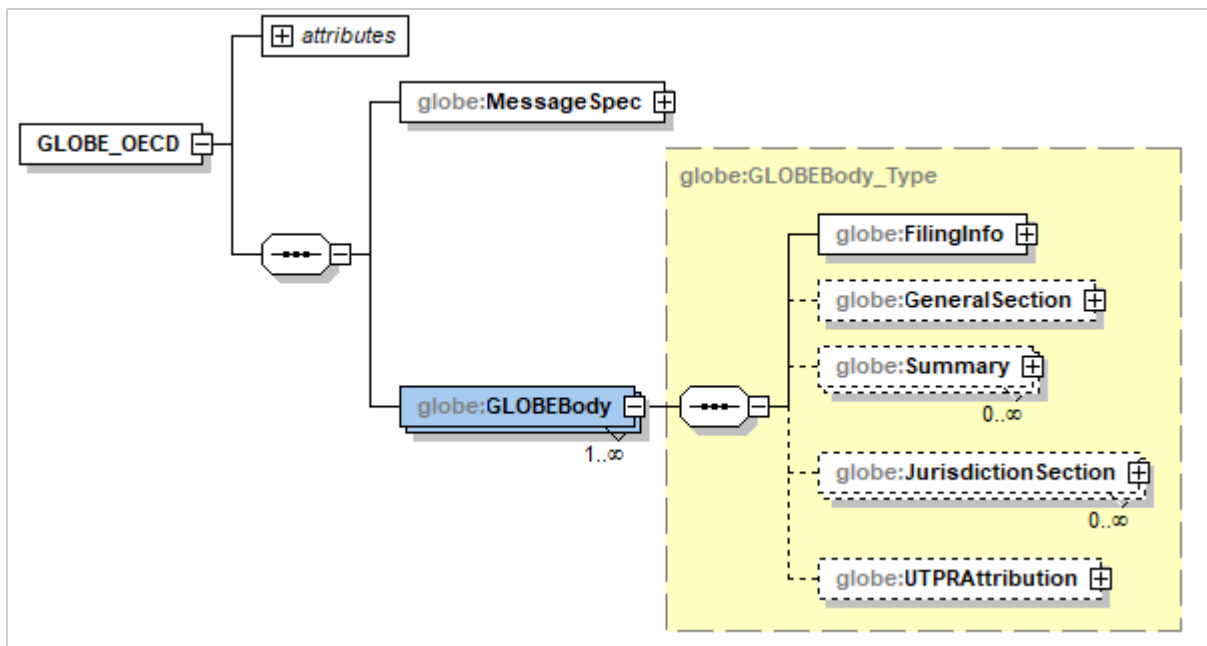 attributes
globe:MessageSpec
GLOBE_OECD
globe:GLOBEBody_Type
globe:FilingInfo
globe:GeneralSection
globe:Summary
0..∞
globe:GLOBEBody
1..∞
globe:JurisdictionSection
0..∞
globe:UTPRAttribution